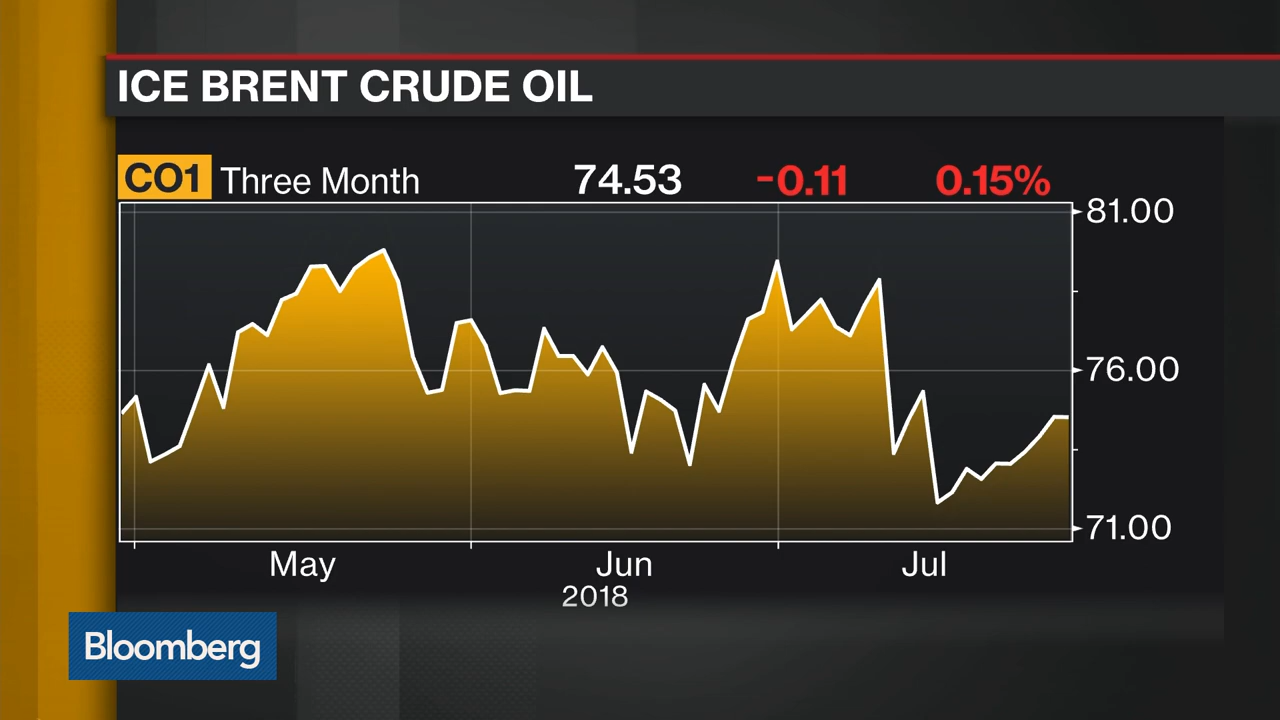 ICE BRENT CRUDE OIL
CO1 Three Month 74.53 -0.11 0.15%
81.00
76.00
71.00
May Jun Jul
2018
Bloomberg